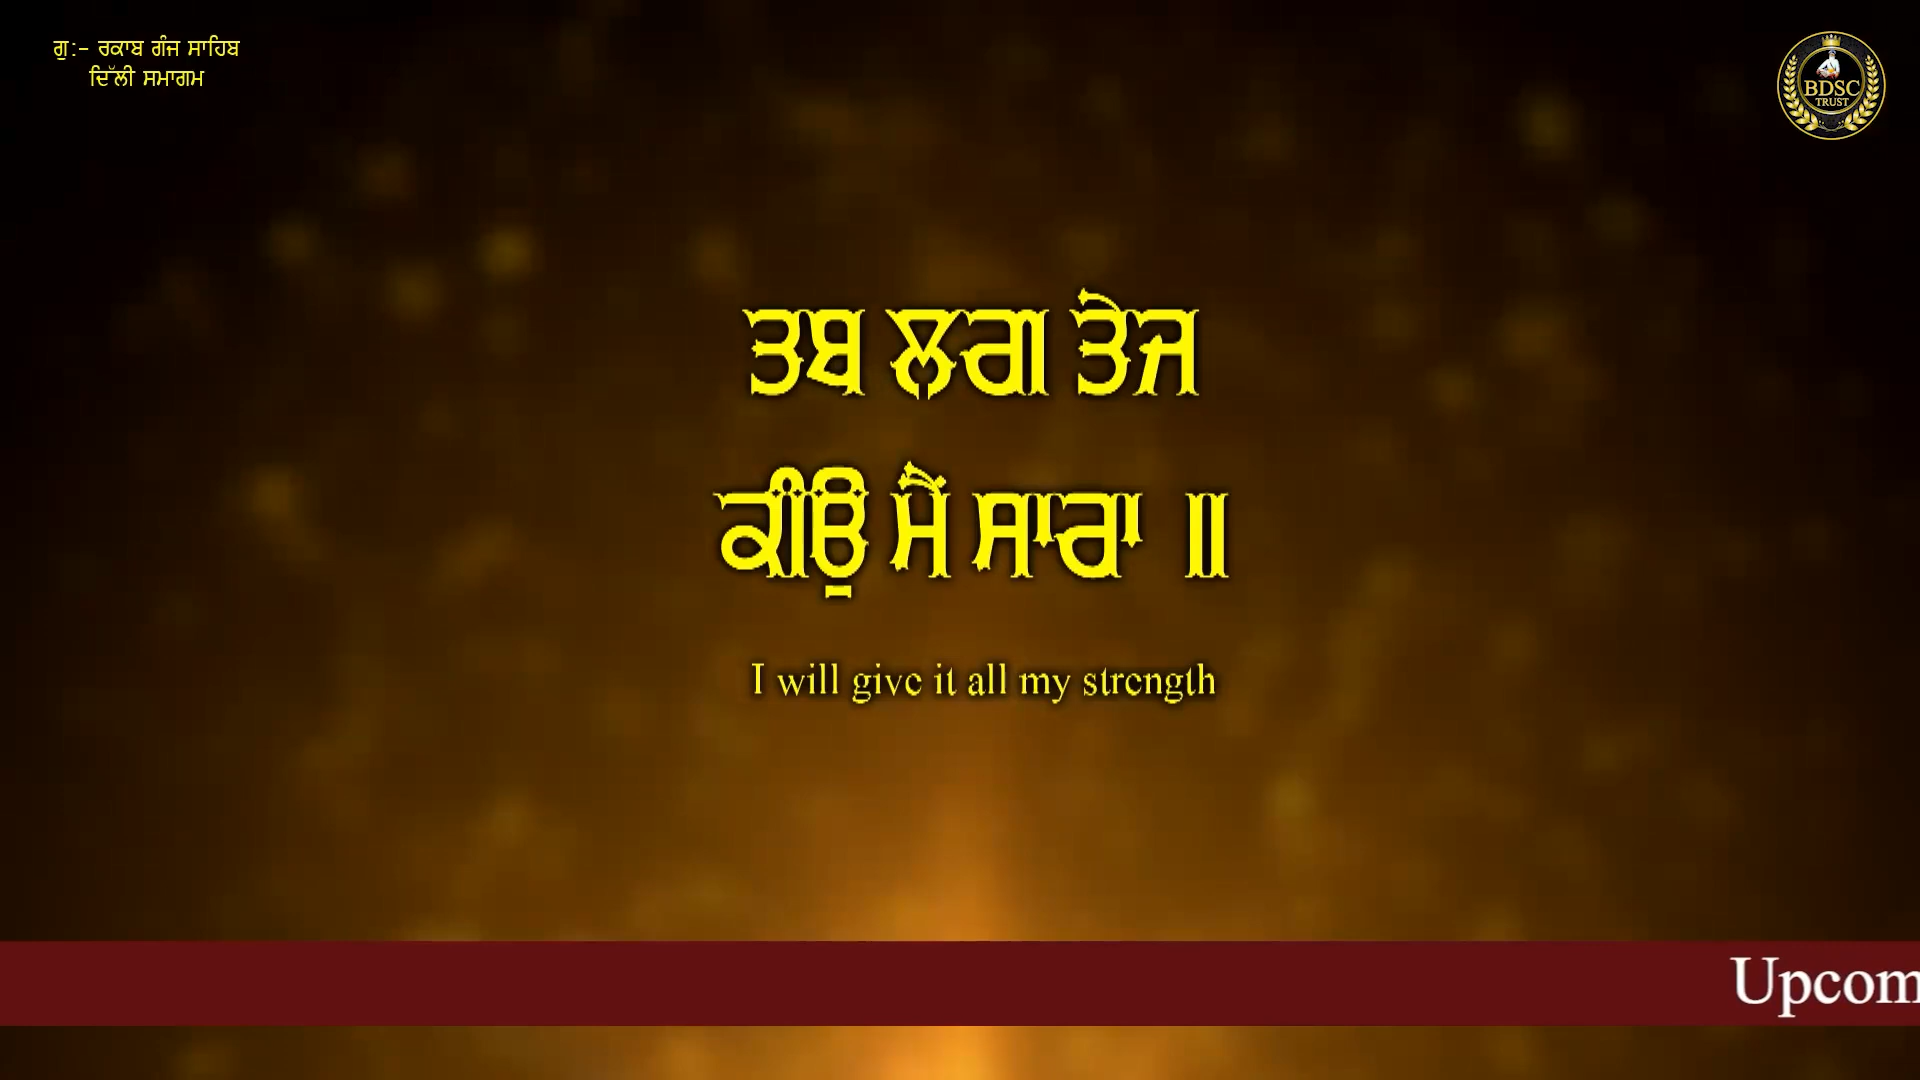 ਗੁ:- ਰਕਾਬ ਗੰਜ ਸਾਹਿਬ
ਦਿੱਲੀ ਸਮਾਗਮ
BDSC
TRUST
ਤਬ ਲਗ ਤੇਜ
ਕੀਉ ਮੈਂ ਸਾਰਾ ॥
I will give it all my strength
Upcom